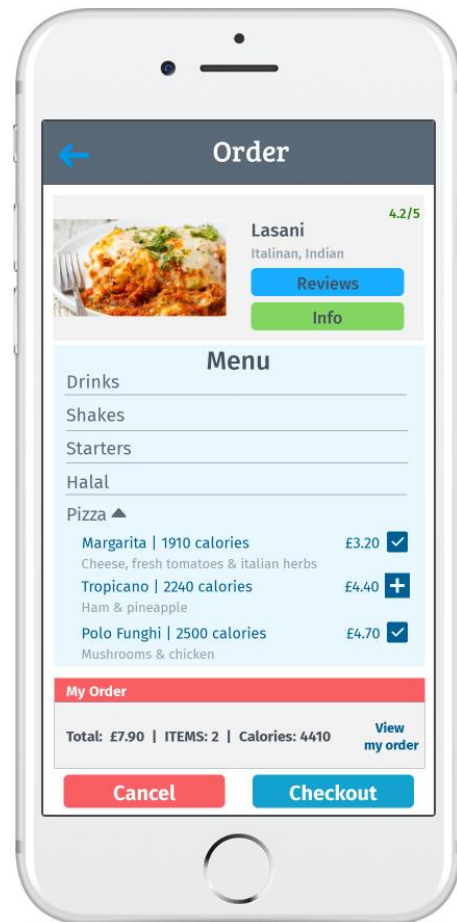 Order
4.2/5
Lasani
Italinan, Indian
Reviews
Info
Menu
Drinks
Shakes
Starters
Halal
Pizza
Margarita | 1910 calories £3.20
Cheese, fresh tomatoes & italian herbs
Tropicano | 2240 calories £4.40
Ham & pineapple
Polo Funghi | 2500 calories £4.70
Mushrooms & chicken
My Order
Total: £7.90 | ITEMS: 2 | Calories: 4410
View
my order
Cancel
Checkout